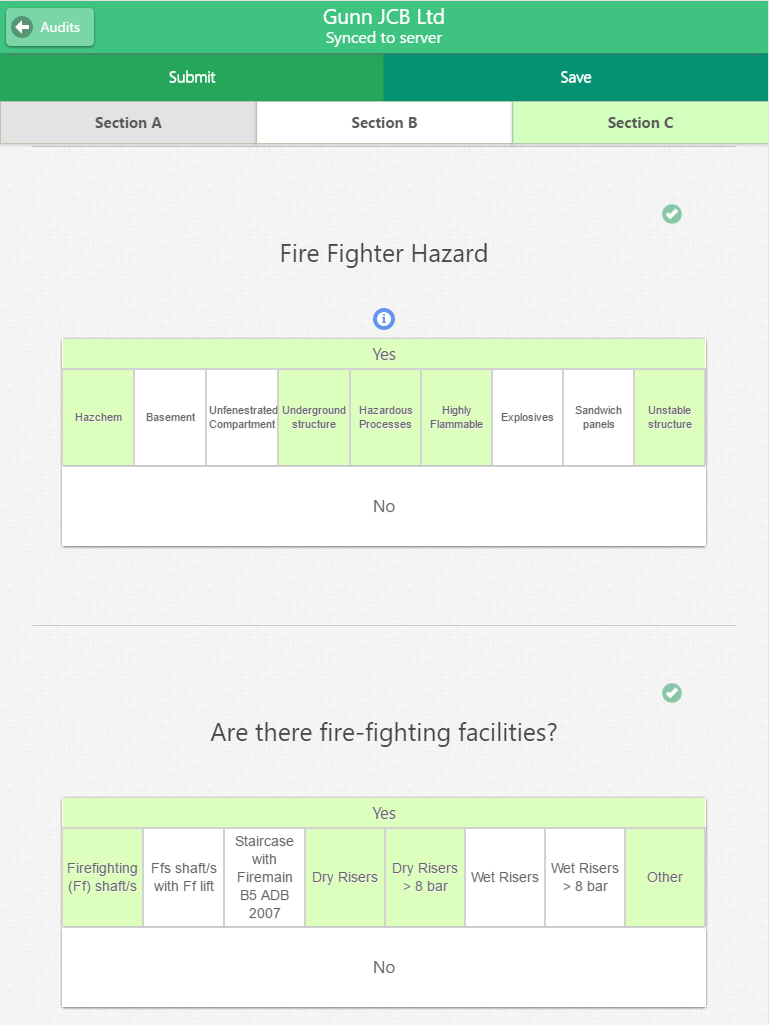 Audits
Gunn JCB Ltd
Synced to server
Submit
Save
Section A
Section B
Section C
Fire Fighter Hazard
i
Yes
Hazchem
Basement
Unfenestrated
Compartment
Underground
structure
Hazardous
Processes
Highly
Flammable
Explosives
Sandwich
panels
Unstable
structure
No
Are there fire-fighting facilities?
Yes
Firefighting
(Ff) shaft/s
Ffs shaft/s
with Ff lift
Staircase
with
Firemain
B5 ADB
2007
Dry Risers
Dry Risers
> 8 bar
Wet Risers
Wet Risers
> 8 bar
Other
No